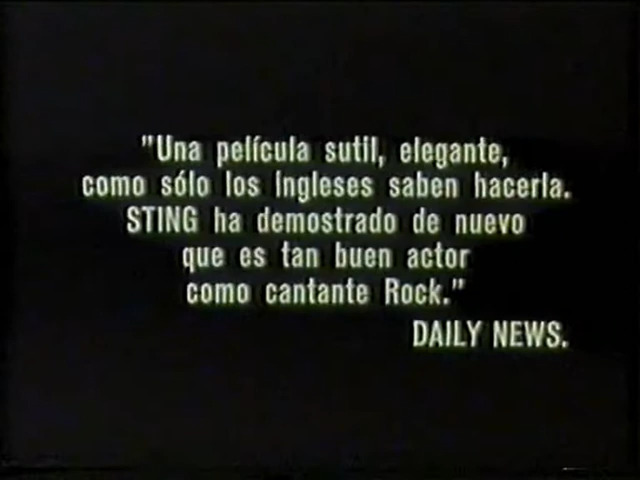 "Una película sutil, elegante,
como sólo los ingleses saben hacerla.
STING ha demostrado de nuevo
que es tan buen actor
como cantante Rock."
DAILY NEWS.